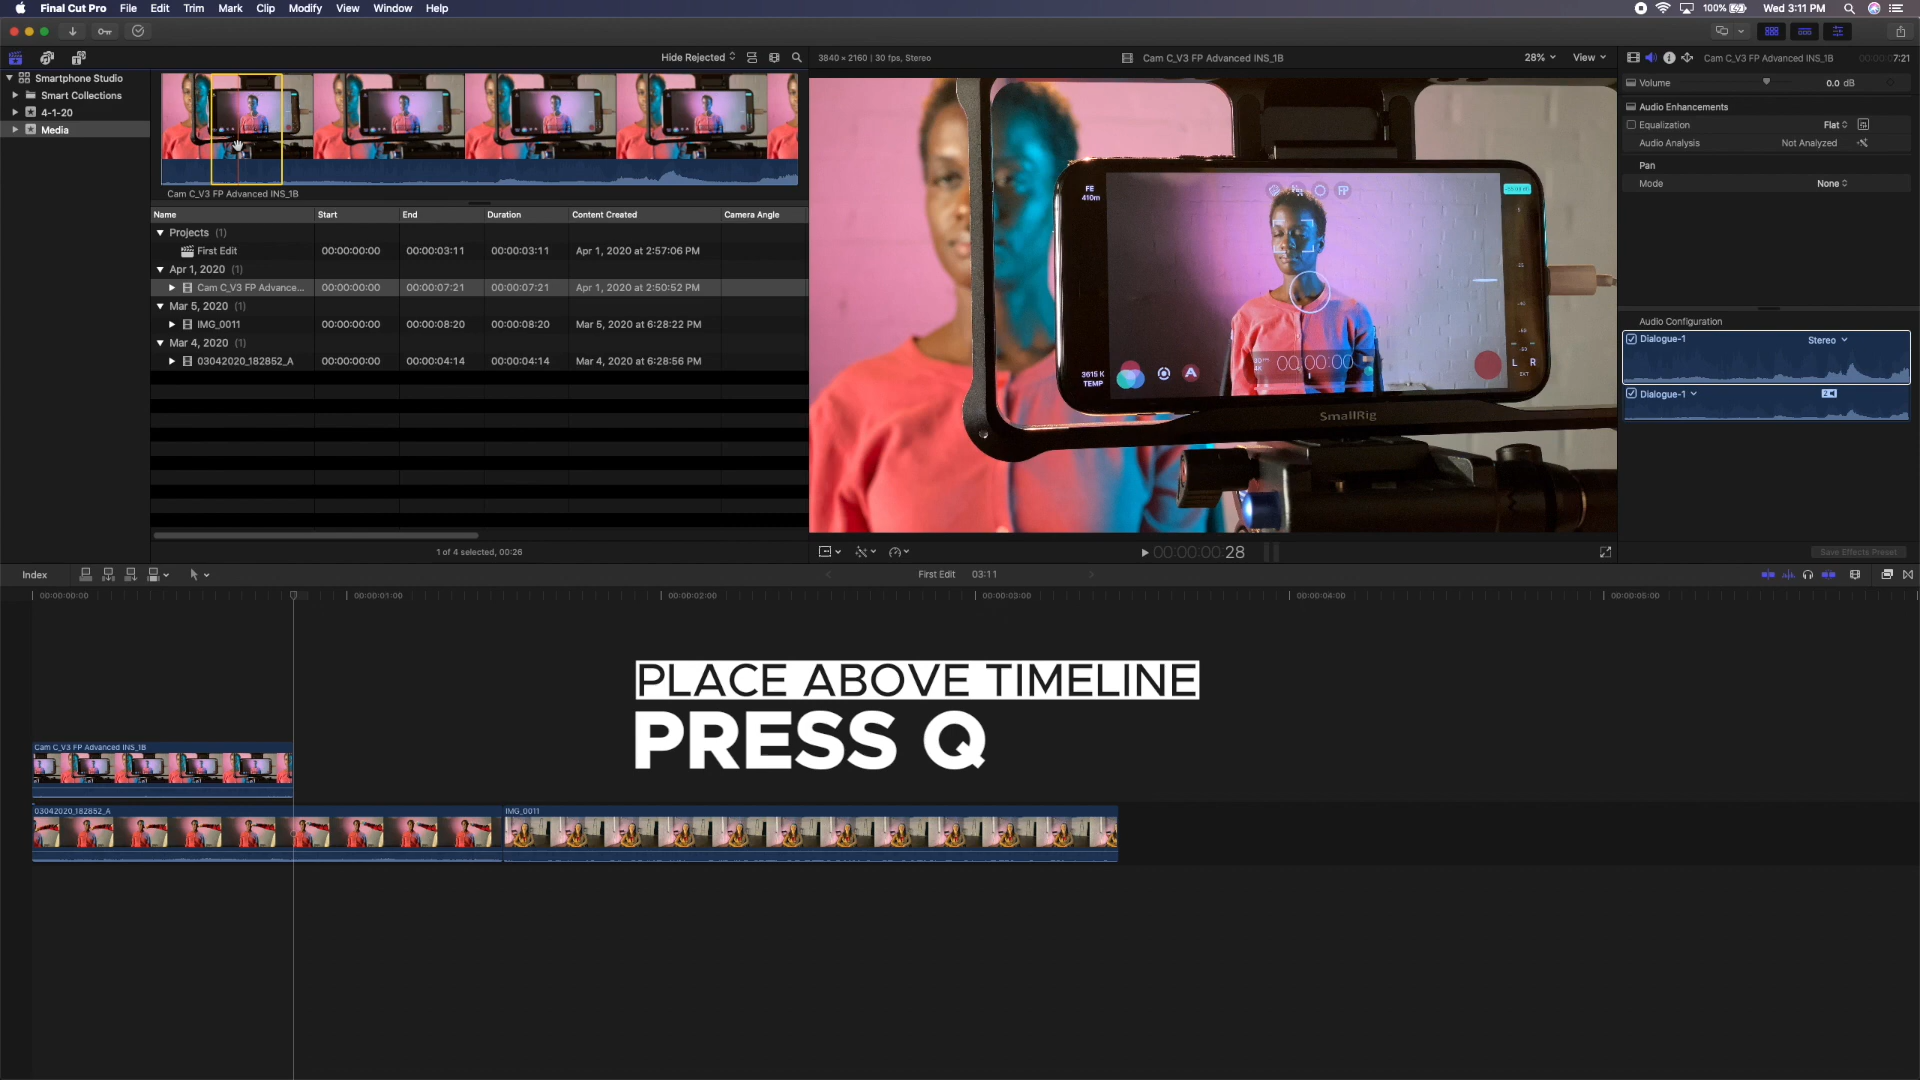 Final Cut Pro File Edit Trim Mark Clip Modify View Window Help 100% Wed 3:11 PM
Hide Rejected 3840 × 2160 | 30 fps, Stereo Cam C_V3 FP Advanced INS_1B 28% View Cam C_V3 FP Advanced INS_1B 7:21
Smartphone Studio
Smart Collections
4-1-20
Media
Cam C_V3 FP Advanced INS_1B
Name Start End Duration Content Created Camera Angle
Projects (1)
First Edit 00:00:00:00 00:00:03:11 00:00:03:11 Apr 1, 2020 at 2:57:06 PM
Apr 1, 2020 (1)
Cam C_V3 FP Advance... 00:00:00:00 00:00:07:21 00:00:07:21 Apr 1, 2020 at 2:50:52 PM
Mar 5, 2020 (1)
IMG_0011 00:00:00:00 00:00:08:20 00:00:08:20 Mar 5, 2020 at 6:28:22 PM
Mar 4, 2020 (1)
03042020_182852_A 00:00:00:00 00:00:04:14 00:00:04:14 Mar 4, 2020 at 6:28:56 PM
1 of 4 selected, 00:26
FE
410m
FP
3615 K
TEMP
A
00:00:00
L R
EXT
SmallRig
00:00:00:28
Volume 0.0 dB
Audio Enhancements
Equalization Flat
Audio Analysis Not Analyzed
Pan
Mode None
Audio Configuration
Dialogue-1 Stereo
Dialogue-1 2
Save Effects Preset
Index First Edit 03:11
00:00:00:00 00:00:01:00 00:00:02:00 00:00:03:00 00:00:04:00 00:00:05:00
PLACE ABOVE TIMELINE
PRESS Q
Cam C_V3 FP Advanced INS_1B
03042020_182852_A IMG_0011